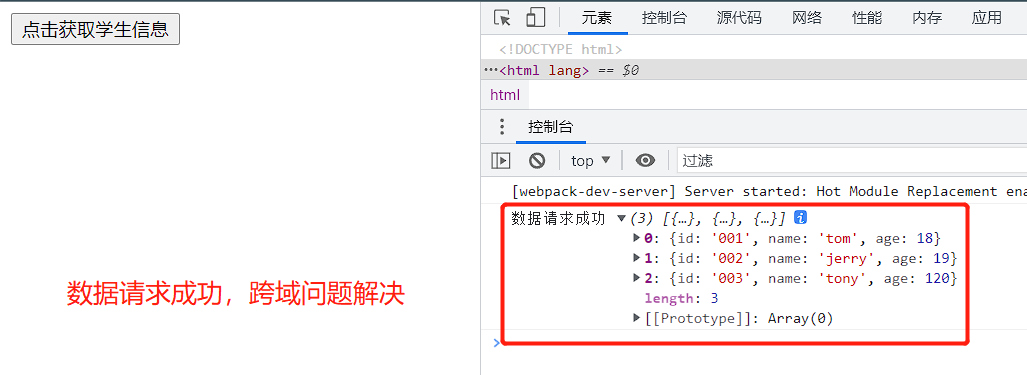 点击获取学生信息
元素 控制台 源代码 网络 性能 内存 应用
<!DOCTYPE html>
···<html lang> == $0
html
控制台
top ▼ 过滤
[webpack-dev-server] Server started: Hot Module Replacement ena
数据请求成功 ▼(3) [{…}, {…}, {…}] i
▶0: {id: '001', name: 'tom', age: 18}
▶1: {id: '002', name: 'jerry', age: 19}
▶2: {id: '003', name: 'tony', age: 120}
length: 3
▶[[Prototype]]: Array(0)
>
数据请求成功，跨域问题解决